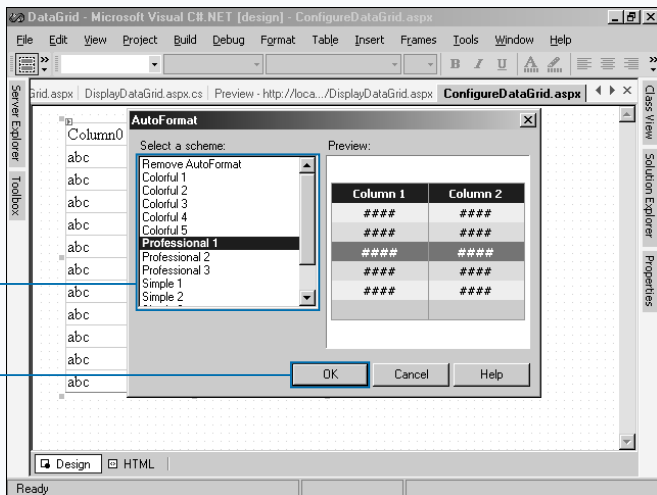 DataGrid - Microsoft Visual C#.NET [design] - ConfigureDataGrid.aspx
File Edit View Project Build Debug Format Table Insert Frames Tools Window Help
B I U A
Grid.aspx DisplayDataGrid.aspx.cs Preview - http://loca.../DisplayDataGrid.aspx ConfigureDataGrid.aspx
Server Explorer
Toolbox
Class View
Solution Explorer
Properties
Column0
abc
abc
abc
abc
abc
abc
abc
abc
abc
abc
abc
AutoFormat
Select a scheme:
Remove AutoFormat
Colorful 1
Colorful 2
Colorful 3
Colorful 4
Colorful 5
Professional 1
Professional 2
Professional 3
Simple 1
Simple 2
Preview:
Column 1 Column 2
#### ####
#### ####
#### ####
#### ####
#### ####
OK Cancel Help
Design HTML
Ready